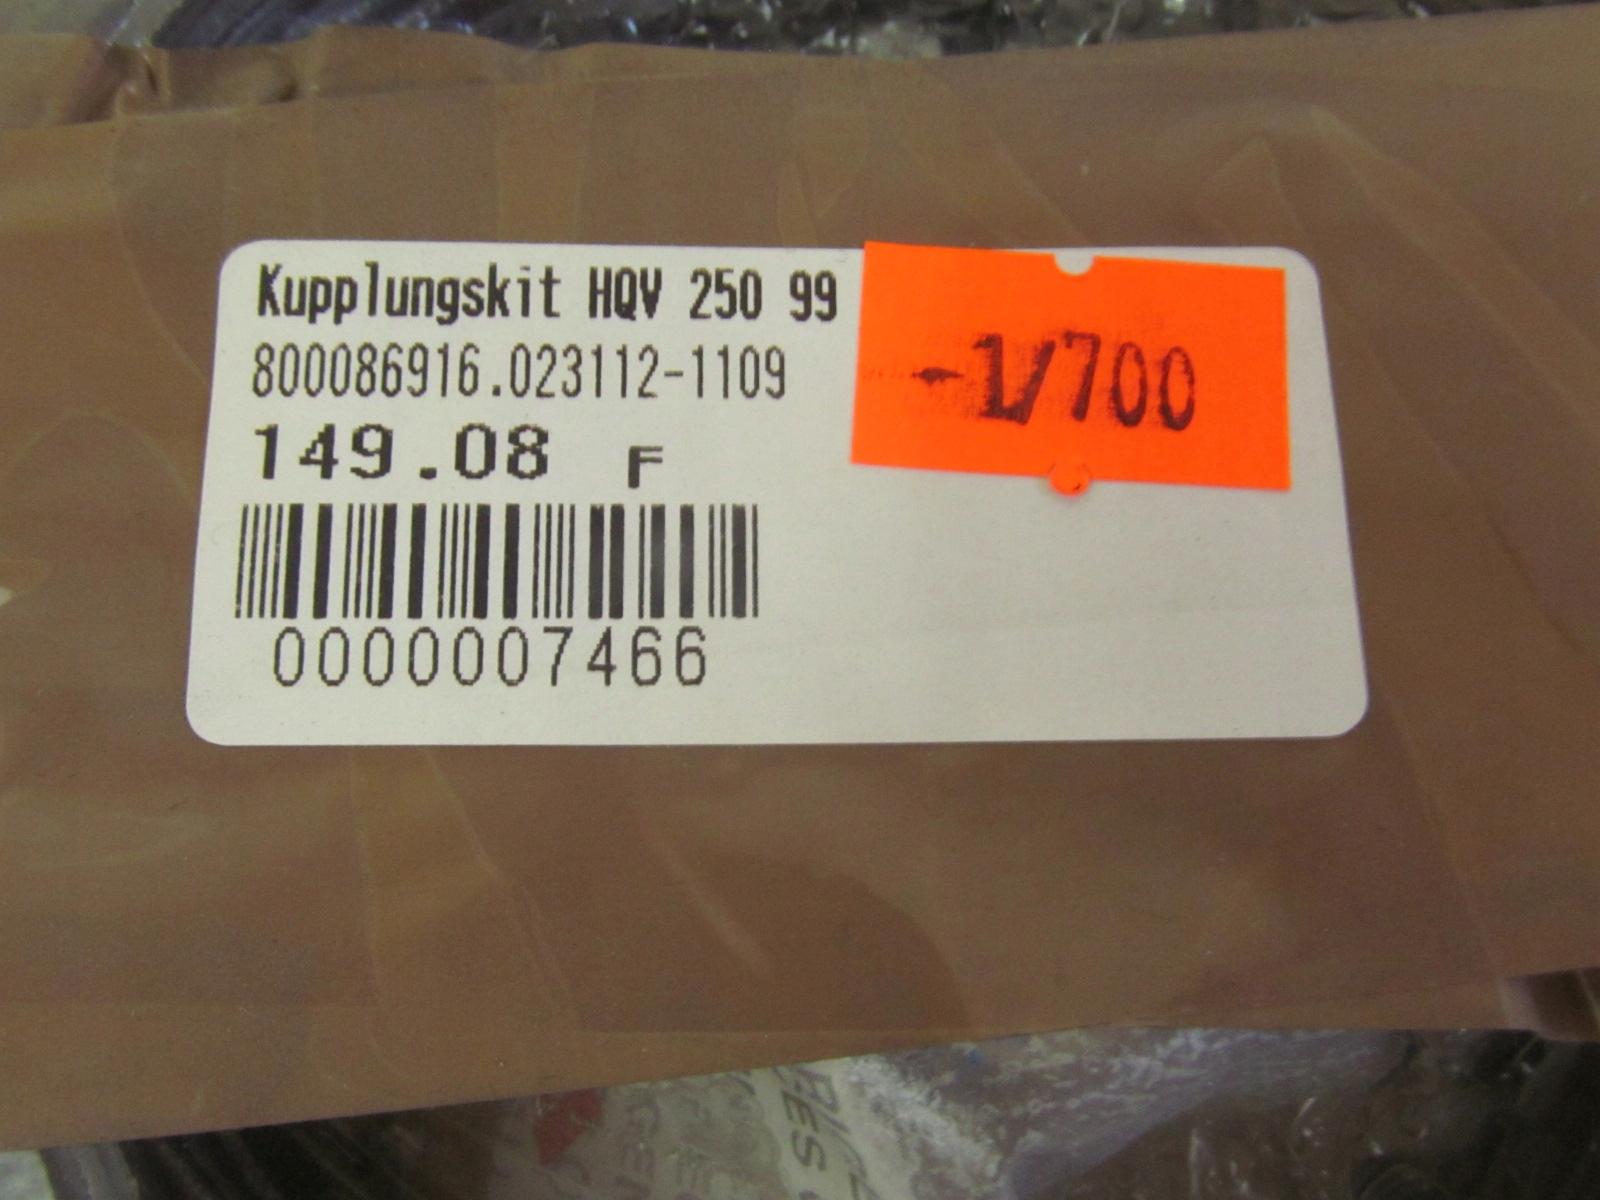 Kupplungskit HQV 250 99
800086916.023112-1109
149.08 F
0000007466
-1/700